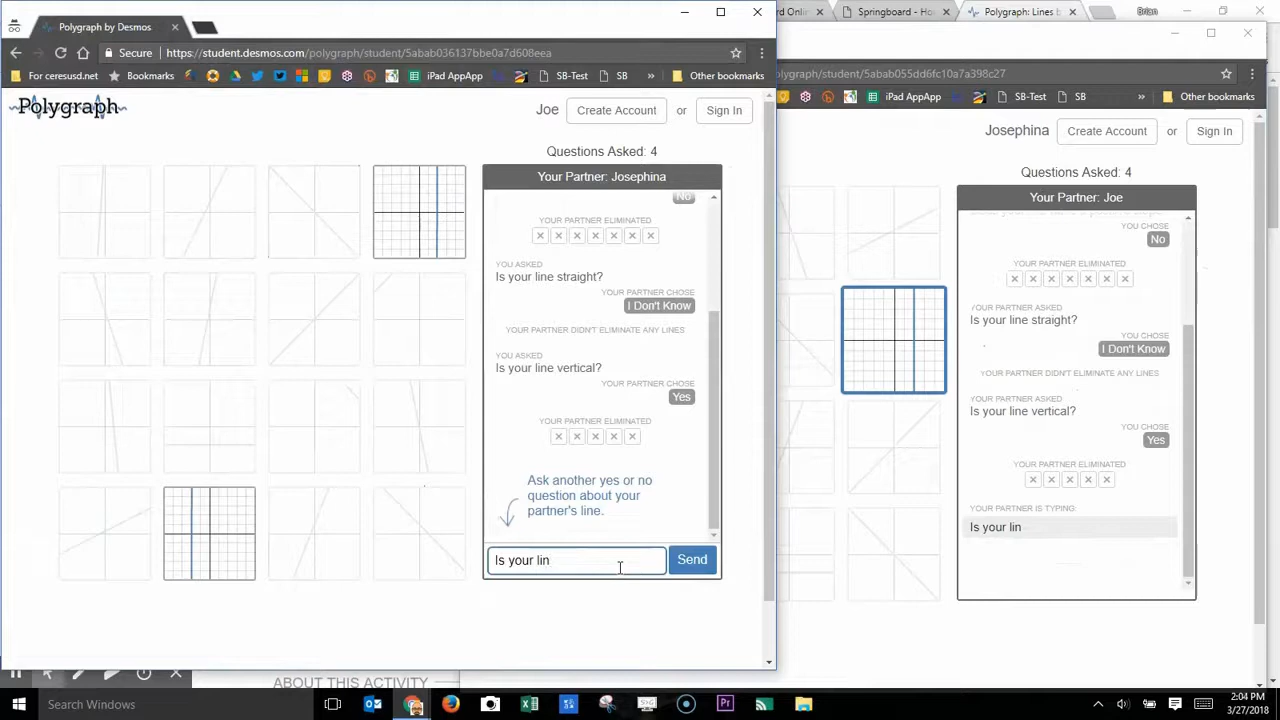 Polygraph by Desmos
rd Online
Springboard - Ho
Polygraph: Lines by
Brian
Secure
https://student.desmos.com/polygraph/student/5abab036137bbe0a7d608eea
olygraph/student/5abab055dd6fc10a7a398c27
For ceresusd.net
Bookmarks
iPad AppApp
SB-Test
SB
»
Other bookmarks
iPad AppApp
SB-Test
SB
»
Other bookmarks
Polygraph
Joe
Create Account
or
Sign In
Questions Asked: 4
Your Partner: Josephina
No
YOUR PARTNER ELIMINATED
YOU ASKED
Is your line straight?
YOUR PARTNER CHOSE
I Don't Know
YOUR PARTNER DIDN'T ELIMINATE ANY LINES
YOU ASKED
Is your line vertical?
YOUR PARTNER CHOSE
Yes
YOUR PARTNER ELIMINATED
Ask another yes or no
question about your
partner's line.
Is your lin
Send
Josephina
Create Account
or
Sign In
Questions Asked: 4
Your Partner: Joe
YOU CHOSE
No
YOUR PARTNER ELIMINATED
YOUR PARTNER ASKED
Is your line straight?
YOU CHOSE
I Don't Know
YOUR PARTNER DIDN'T ELIMINATE ANY LINES
YOUR PARTNER ASKED
Is your line vertical?
YOU CHOSE
Yes
YOUR PARTNER ELIMINATED
YOUR PARTNER IS TYPING:
Is your lin
ABOUT THIS ACTIVITY
Search Windows
2:04 PM
3/27/2018